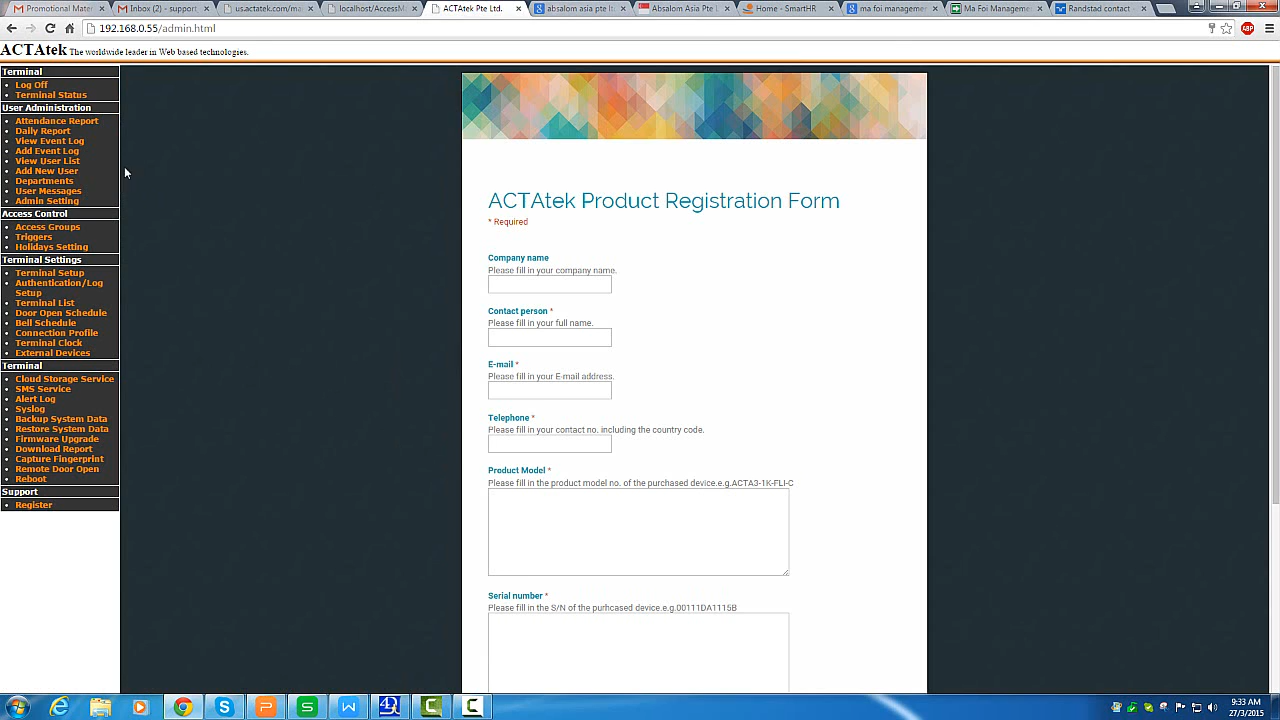 Promotional Mater
Inbox (2) - support
us.actatek.com/mai
localhost/AccessMa
ACTAtek Pte Ltd.
absalom asia pte lt
Absalom Asia Pte L
Home - SmartHR
ma foi managemen
Ma Foi Managemen
Randstad contact
192.168.0.55/admin.html
ABP
ACTAtek The worldwide leader in Web based technologies.
Terminal
Log Off
Terminal Status
User Administration
Attendance Report
Daily Report
View Event Log
Add Event Log
View User List
Add New User
Departments
User Messages
Admin Setting
Access Control
Access Groups
Triggers
Holidays Setting
Terminal Settings
Terminal Setup
Authentication/Log
Setup
Terminal List
Door Open Schedule
Bell Schedule
Connection Profile
Terminal Clock
External Devices
Terminal
Cloud Storage Service
SMS Service
Alert Log
Syslog
Backup System Data
Restore System Data
Firmware Upgrade
Download Report
Capture Fingerprint
Remote Door Open
Reboot
Support
Register
ACTAtek Product Registration Form
* Required
Company name
Please fill in your company name.
Contact person *
Please fill in your full name.
E-mail *
Please fill in your E-mail address.
Telephone *
Please fill in your contact no. including the country code.
Product Model *
Please fill in the product model no. of the purchased device.e.g.ACTA3-1K-FLI-C
Serial number *
Please fill in the S/N of the purhcased device.e.g.00111DA1115B
9:33 AM
27/3/2015